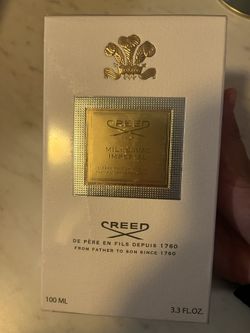 CREED
MILLESIME
IMPERIAL
CREED
DE PÈRE EN FILS DEPUIS 1760
FROM FATHER TO SON SINCE 1760
100 ML
3.3 FL.OZ.